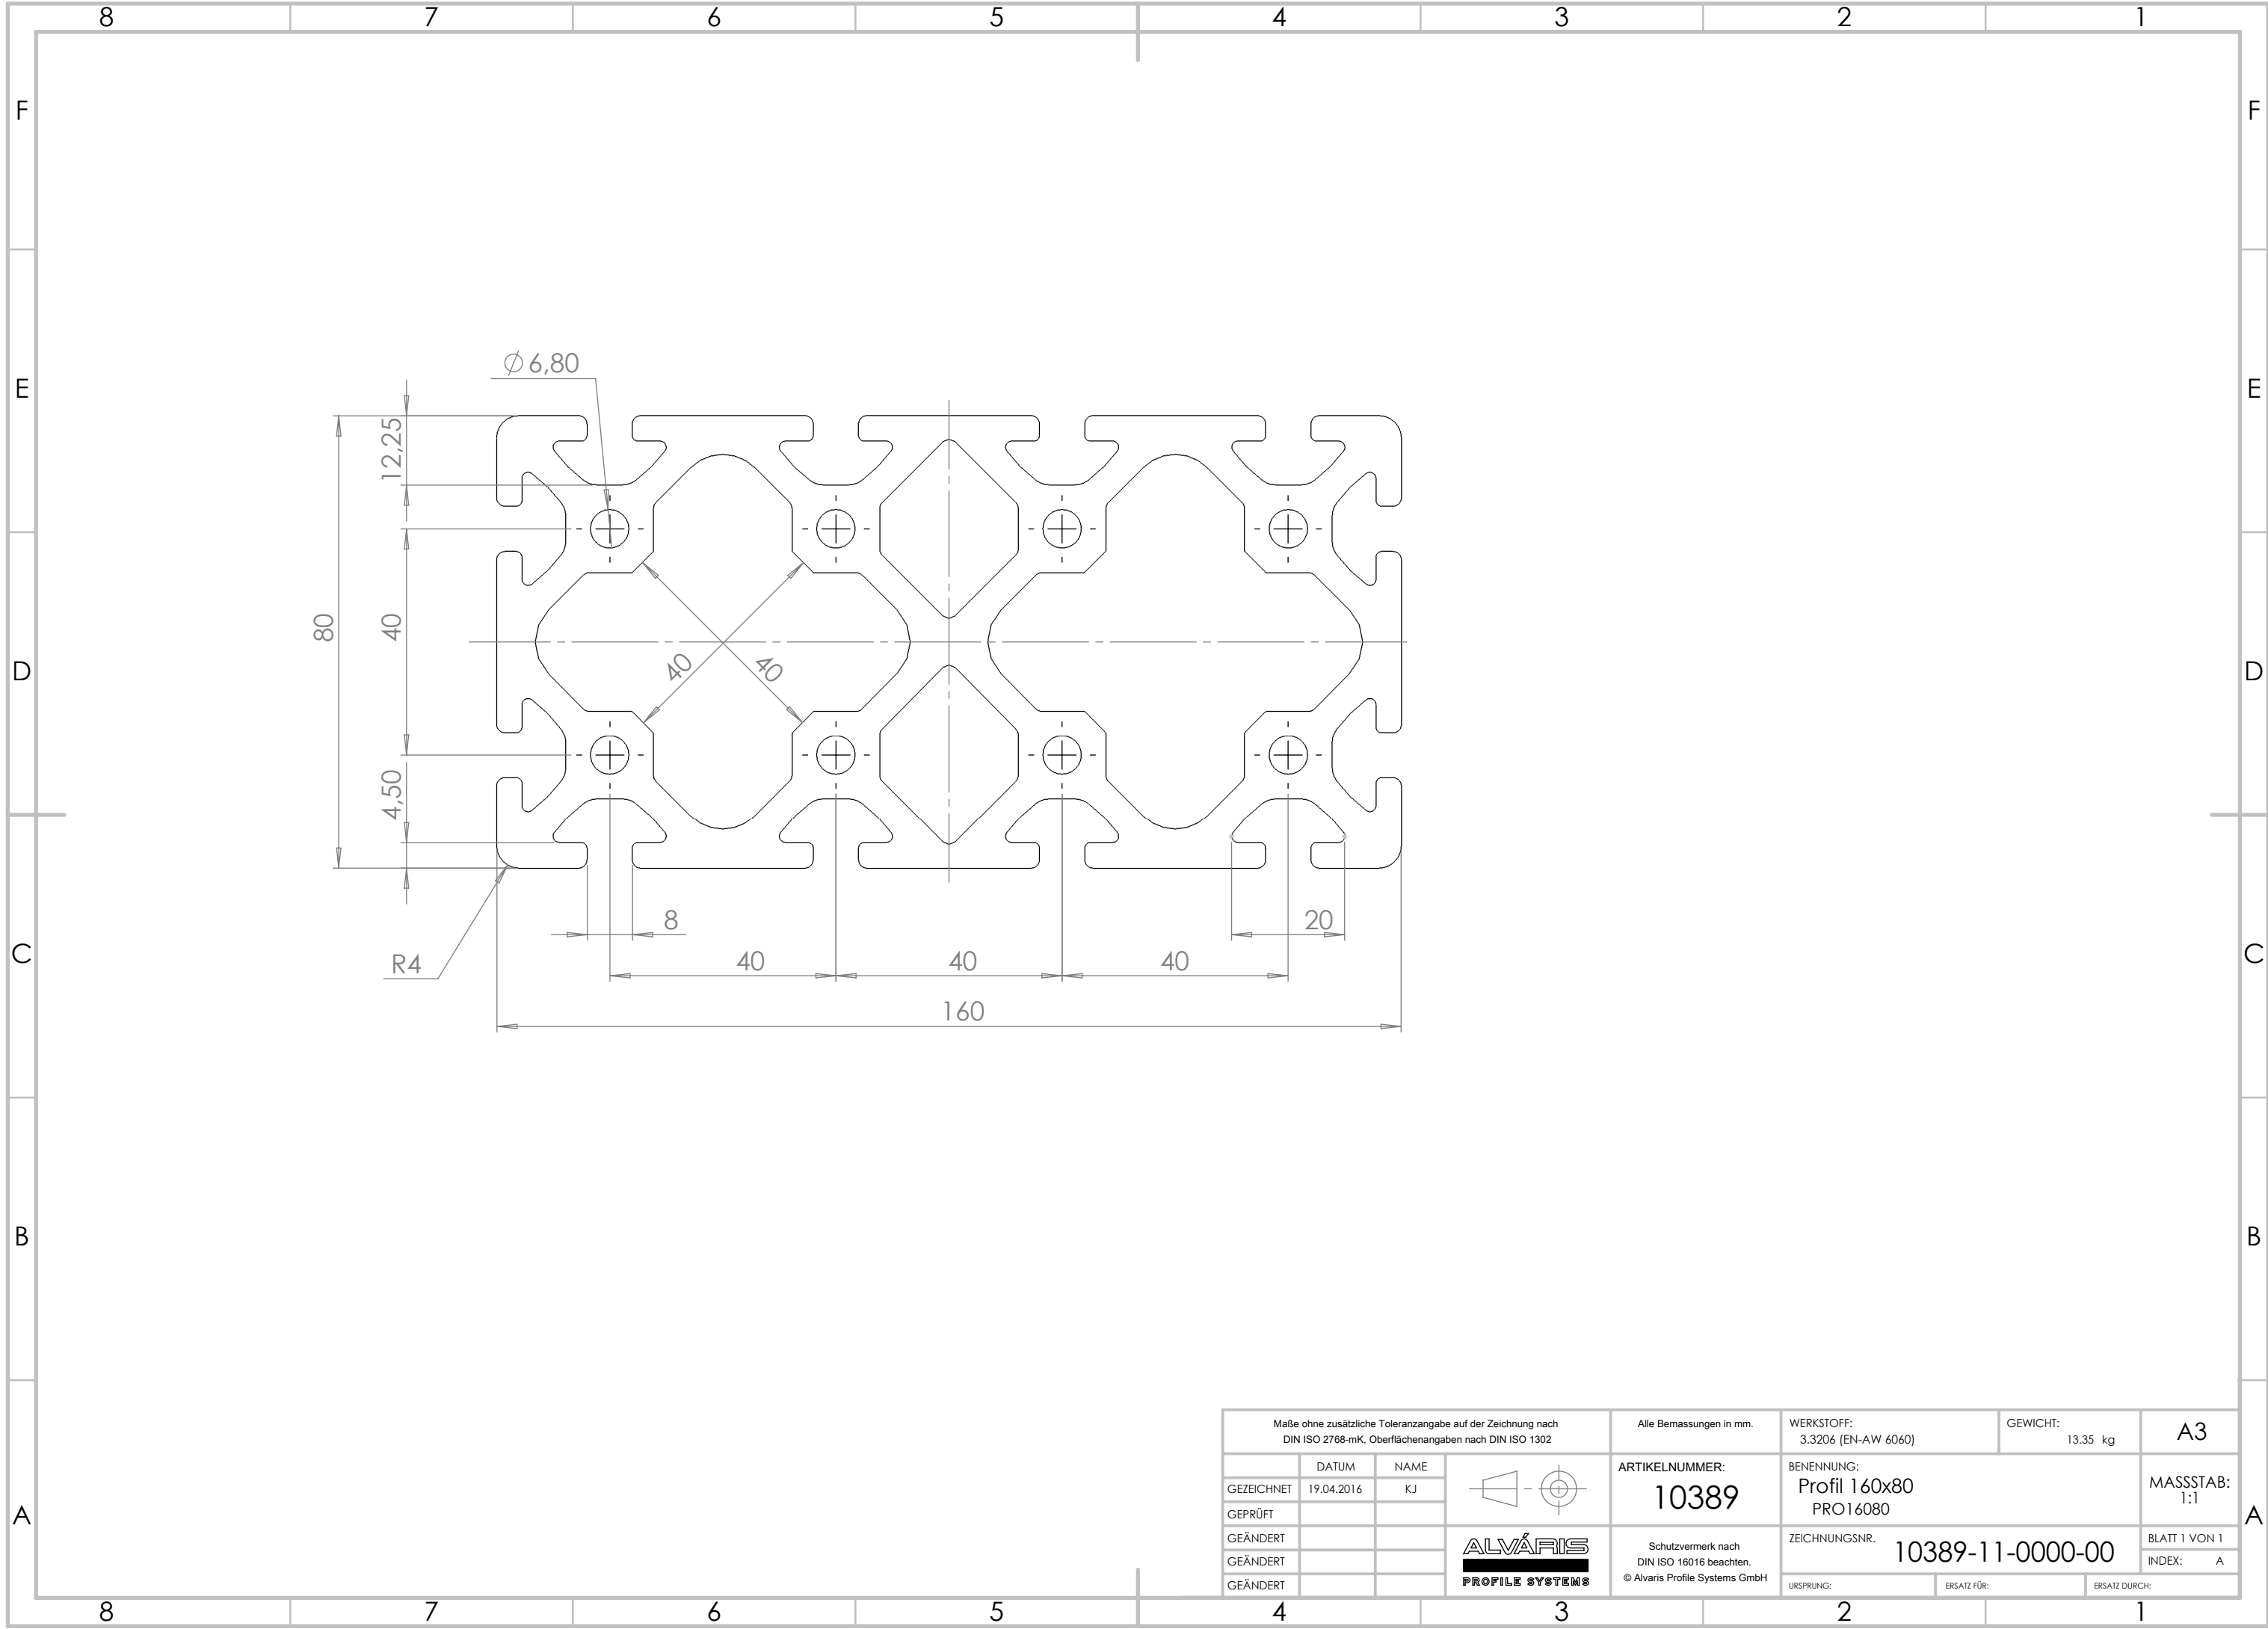 8 7 6 5 4 3 2 1
F F
E E
D D
C C
B B
A A
Ø 6,80
12,25
80
40
40
40
4,50
8
20
R4
40 40 40
160
Maße ohne zusätzliche Toleranzangabe auf der Zeichnung nach
DIN ISO 2768-mK, Oberflächenangaben nach DIN ISO 1302
Alle Bemassungen in mm.
WERKSTOFF:
3.3206 (EN-AW 6060)
GEWICHT:
13.35 kg
A3
DATUM NAME
GEZEICHNET 19.04.2016 KJ
GEPRÜFT
GEÄNDERT
GEÄNDERT
GEÄNDERT
ALVÁRIS
PROFILE SYSTEMS
ARTIKELNUMMER:
10389
Schutzvermerk nach
DIN ISO 16016 beachten.
© Alvaris Profile Systems GmbH
BENENNUNG:
Profil 160x80
PRO16080
MASSSTAB:
1:1
ZEICHNUNGSNR. 10389-11-0000-00
BLATT 1 VON 1
INDEX: A
URSPRUNG: ERSATZ FÜR: ERSATZ DURCH:
8 7 6 5 4 3 2 1